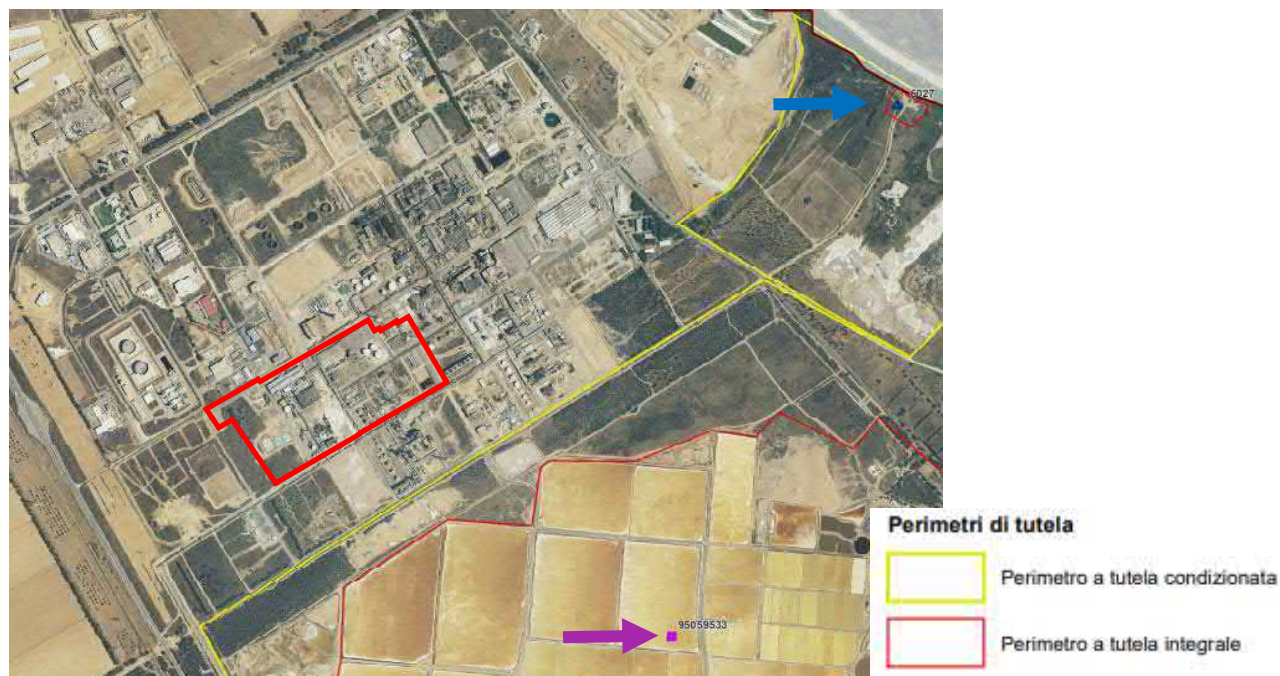 6027
95059533
Perimetri di tutela
Perimetro a tutela condizionata
Perimetro a tutela integrale